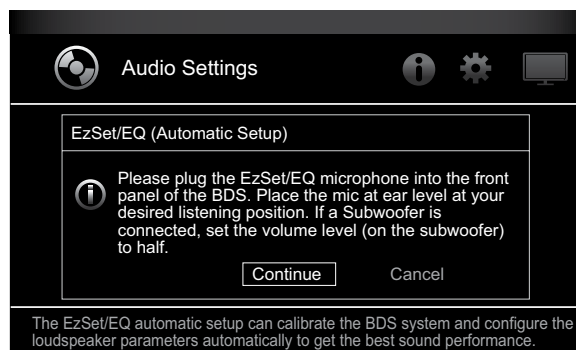 Audio Settings
EzSet/EQ (Automatic Setup)
Please plug the EzSet/EQ microphone into the front
panel of the BDS. Place the mic at ear level at your
desired listening position. If a Subwoofer is
connected, set the volume level (on the subwoofer)
to half.
Continue Cancel
The EzSet/EQ automatic setup can calibrate the BDS system and configure the
loudspeaker parameters automatically to get the best sound performance.